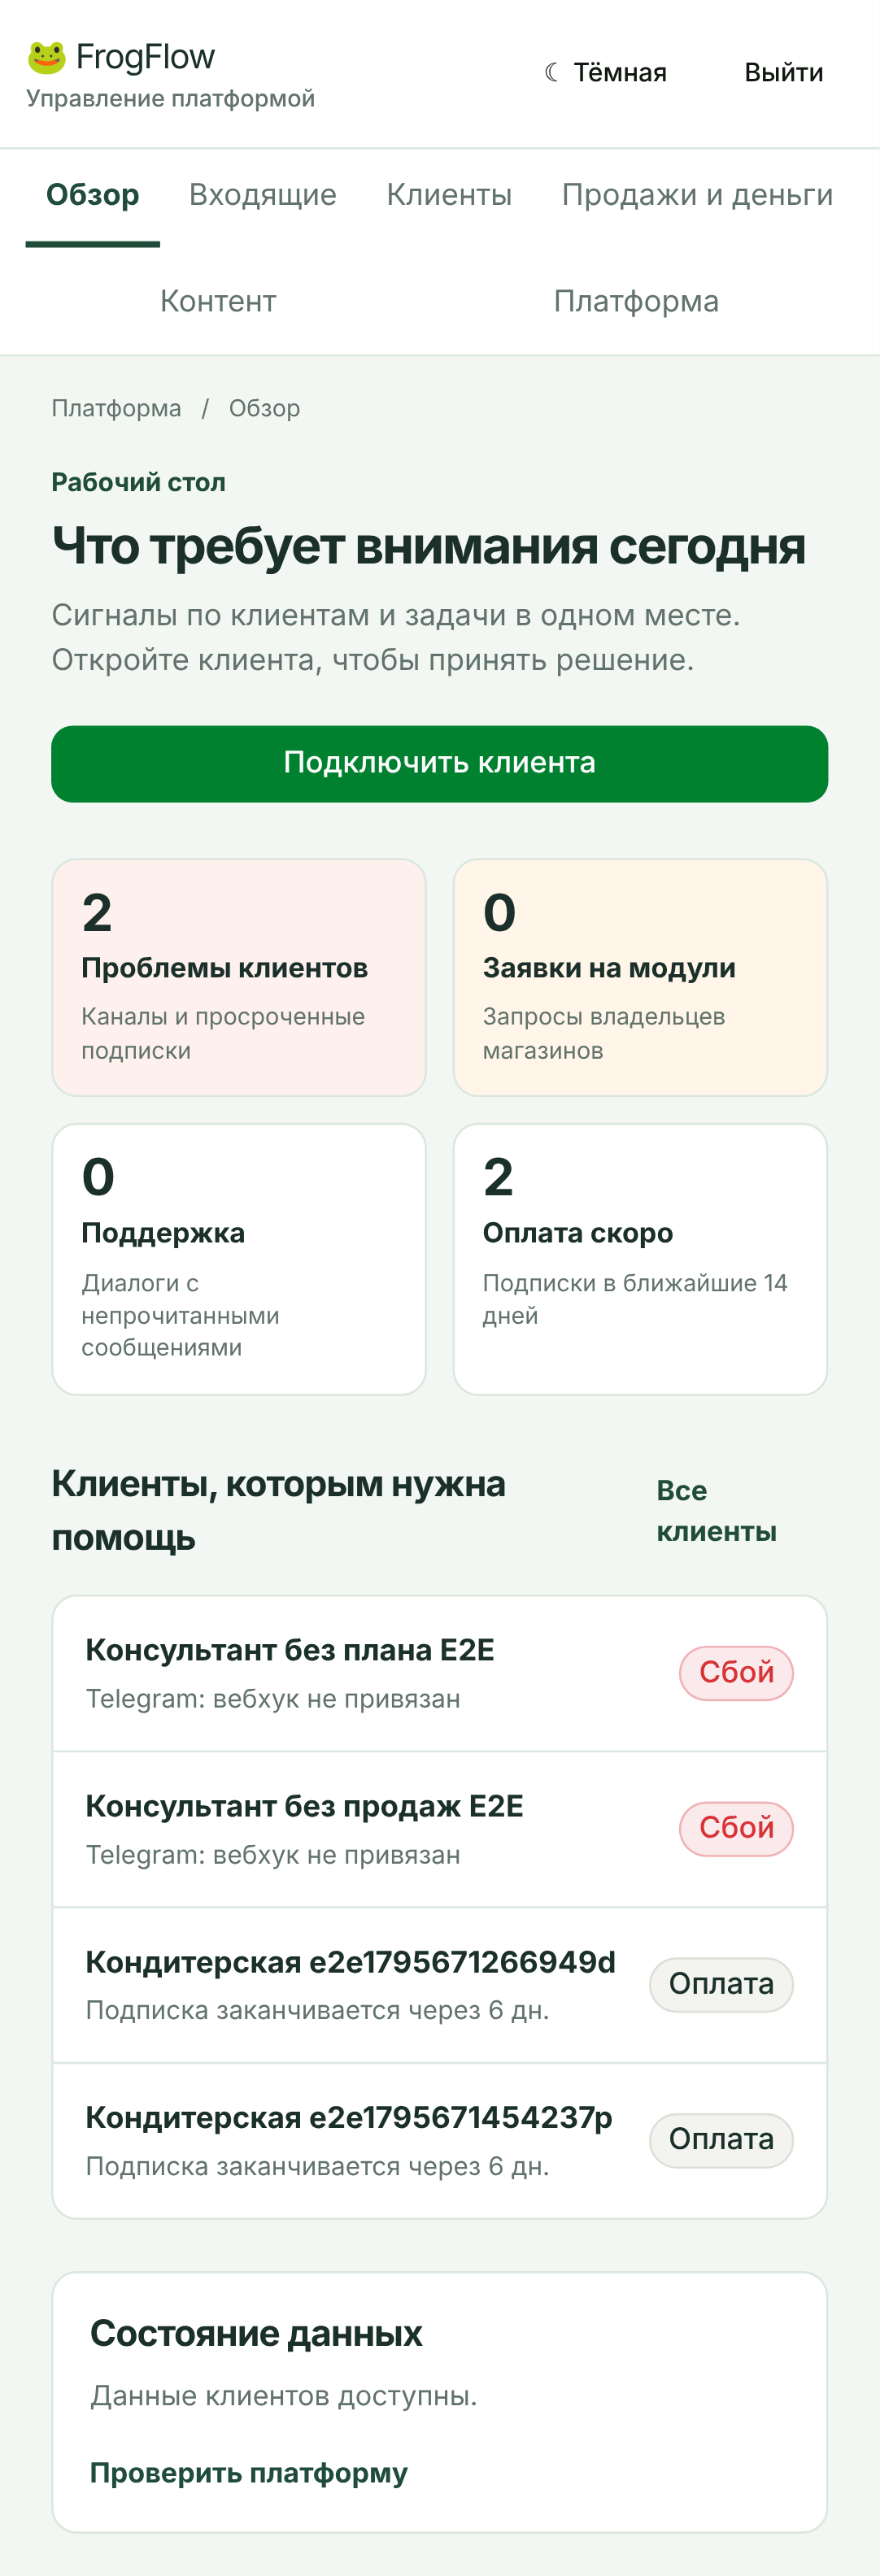 🐸 FrogFlow
Управление платформой
☾ Тёмная
Выйти
Обзор Входящие Клиенты Продажи и деньги
Контент Платформа
Платформа / Обзор
Рабочий стол
Что требует внимания сегодня
Сигналы по клиентам и задачи в одном месте.
Откройте клиента, чтобы принять решение.
Подключить клиента
2
Проблемы клиентов
Каналы и просроченные
подписки
0
Заявки на модули
Запросы владельцев
магазинов
0
Поддержка
Диалоги с
непрочитанными
сообщениями
2
Оплата скоро
Подписки в ближайшие 14
дней
Клиенты, которым нужна
помощь
Все
клиенты
Консультант без плана E2E
Telegram: вебхук не привязан
Сбой
Консультант без продаж E2E
Telegram: вебхук не привязан
Сбой
Кондитерская e2e1795671266949d
Подписка заканчивается через 6 дн.
Оплата
Кондитерская e2e1795671454237p
Подписка заканчивается через 6 дн.
Оплата
Состояние данных
Данные клиентов доступны.
Проверить платформу